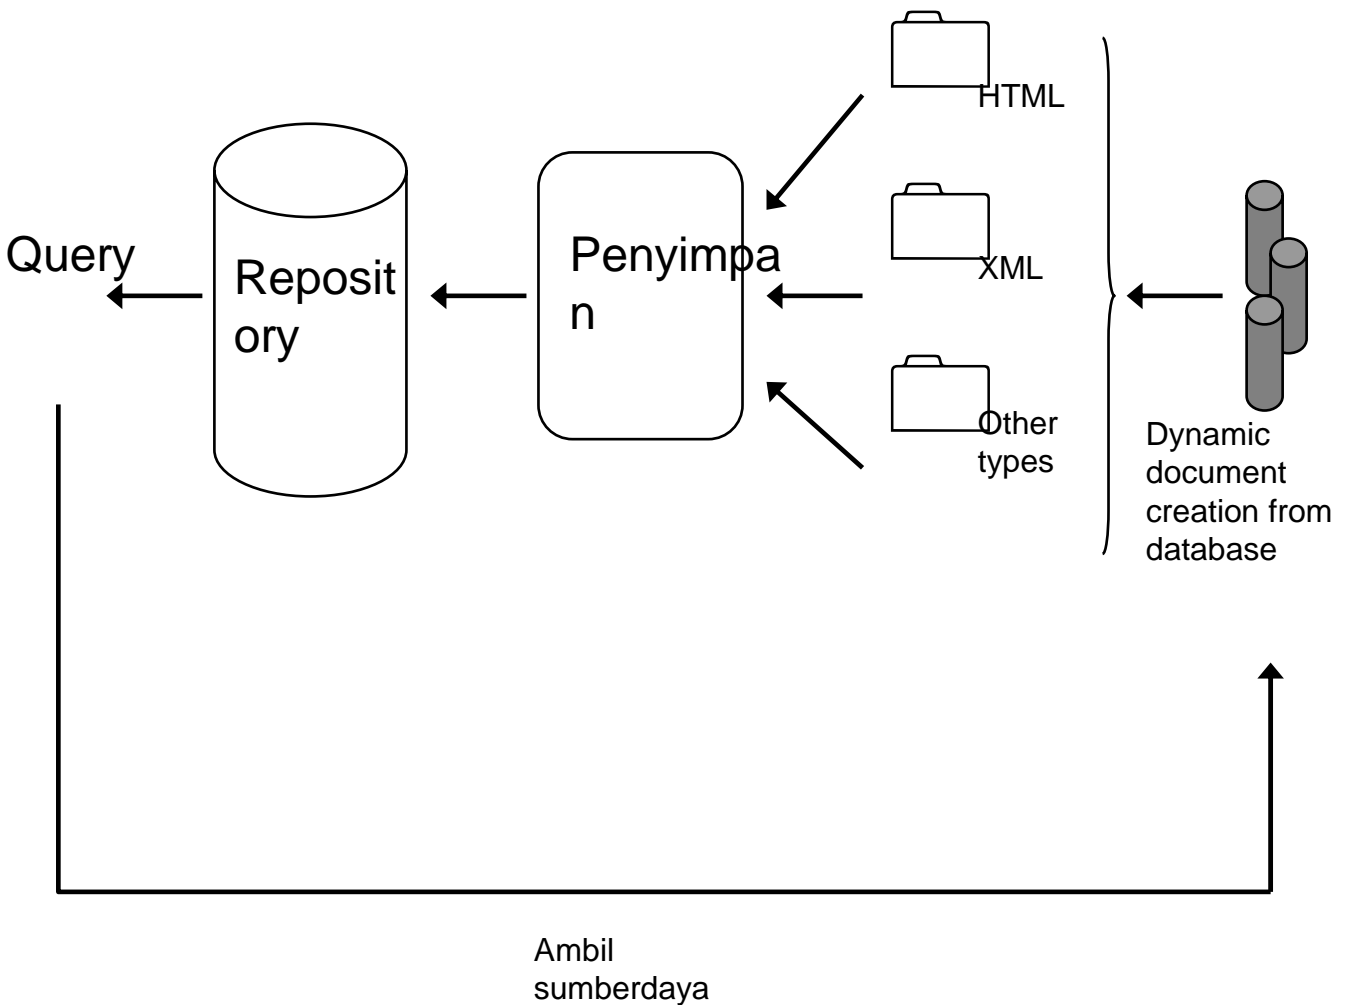 Query
Reposit
ory
Penyimpa
n
HTML
XML
Other
types
Dynamic
document
creation from
database
Ambil
sumberdaya